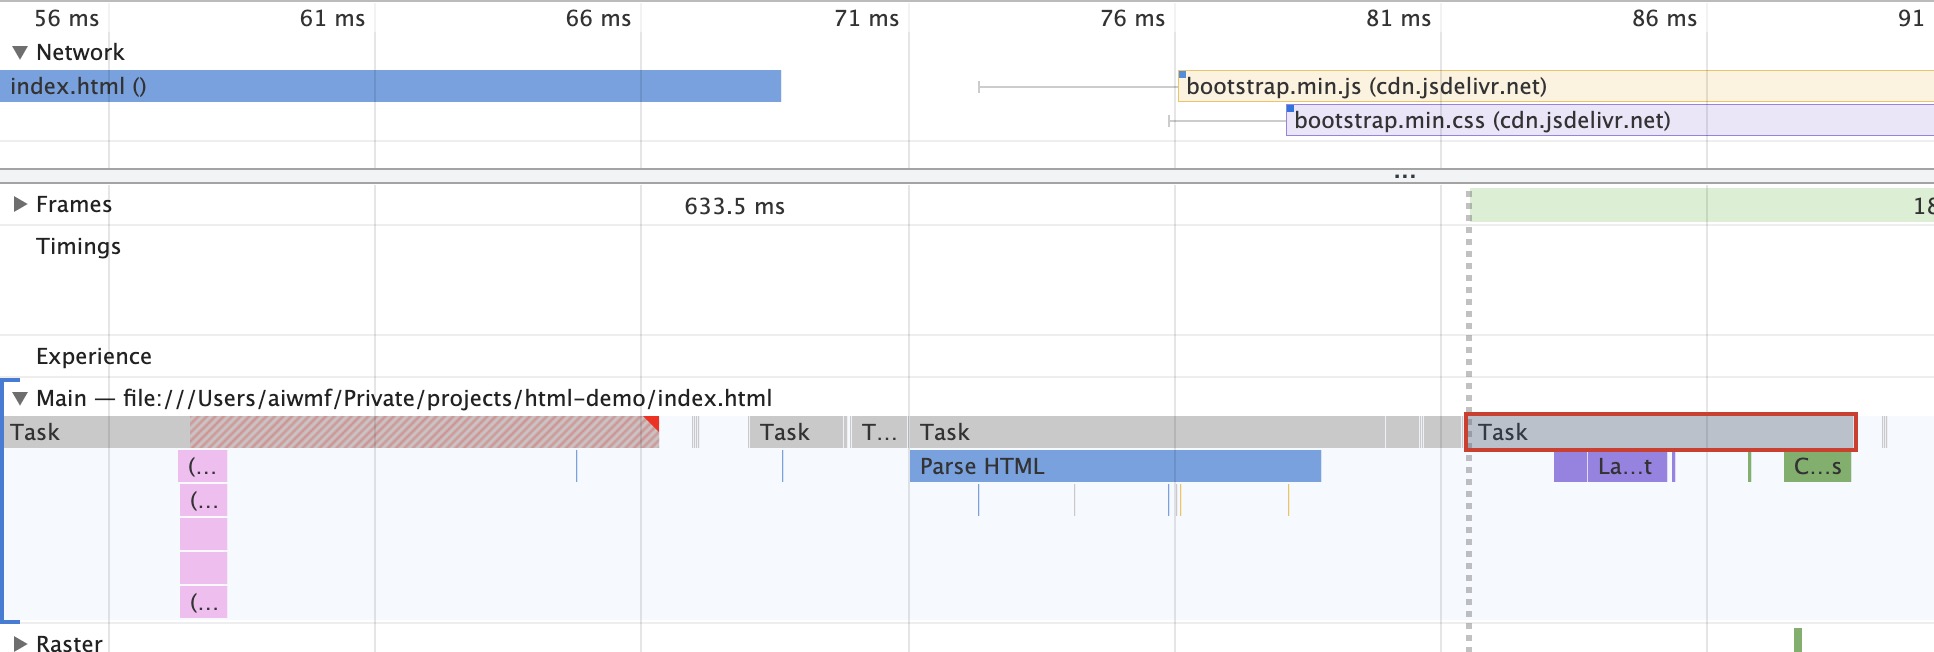 56 ms 61 ms 66 ms 71 ms 76 ms 81 ms 86 ms 91
Network
index.html () bootstrap.min.js (cdn.jsdelivr.net)
bootstrap.min.css (cdn.jsdelivr.net)
...
Frames 633.5 ms 18
Timings
Experience
Main — file:///Users/aiwmf/Private/projects/html-demo/index.html
Task Task T... Task Task
(... Parse HTML La...t C...s
(...
(...
Raster